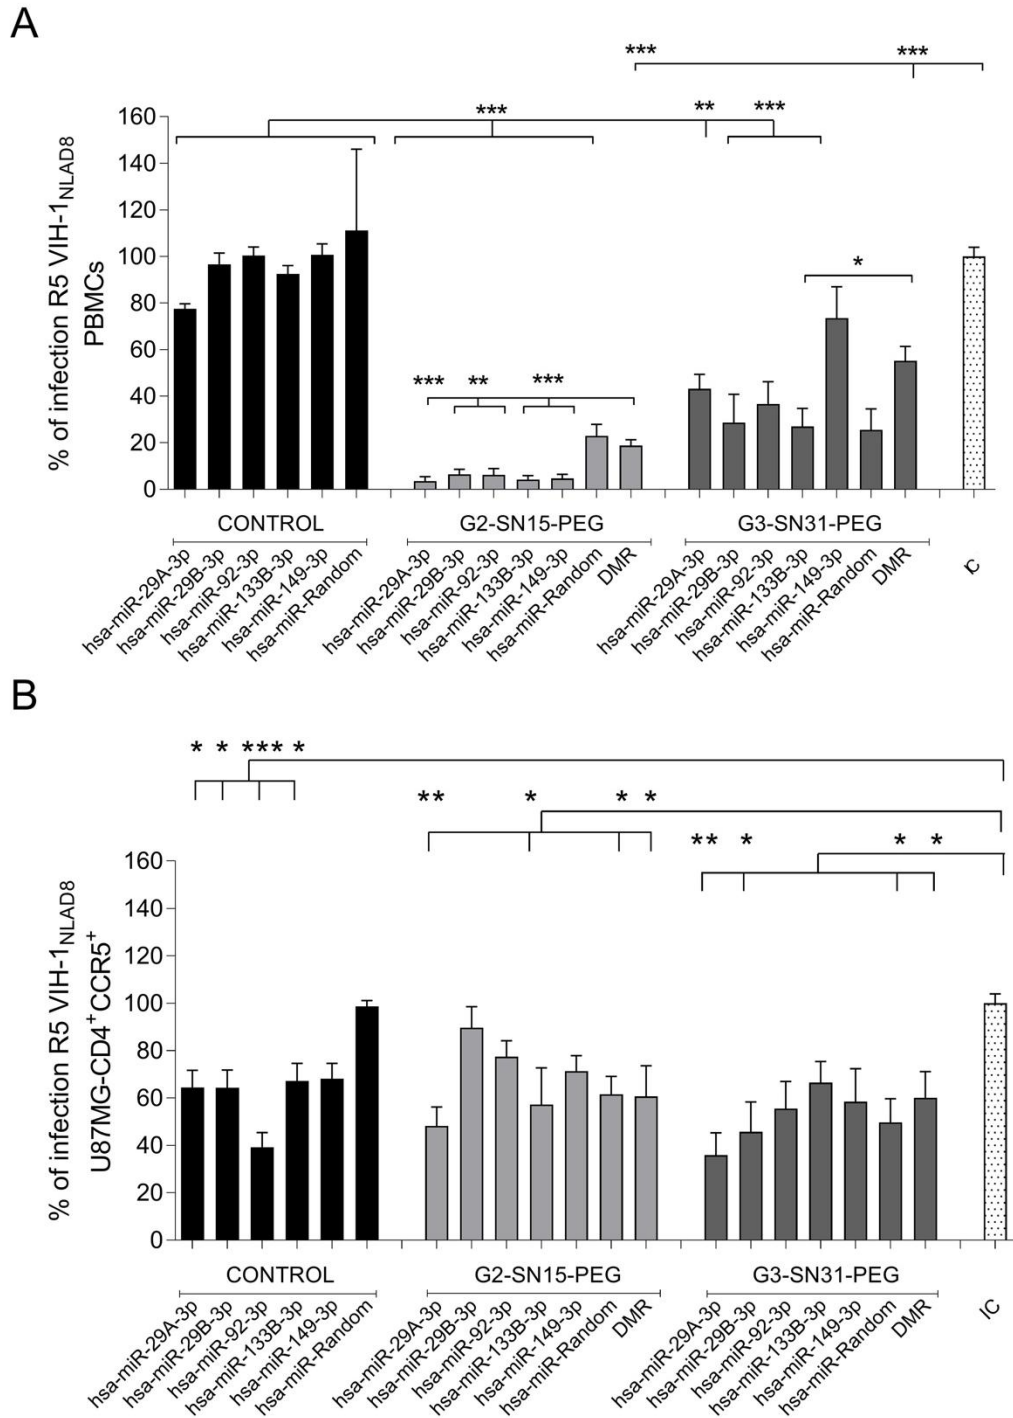 A
*** ***
*** ** ***
*
*** ** ***
% of infection R5 VIH-1NLAD8
PBMCs
160
140
120
100
80
60
40
20
0
CONTROL
G2-SN15-PEG
G3-SN31-PEG
hsa-miR-29A-3p
hsa-miR-29B-3p
hsa-miR-92-3p
hsa-miR-133B-3p
hsa-miR-149-3p
hsa-miR-Random
hsa-miR-29A-3p
hsa-miR-29B-3p
hsa-miR-92-3p
hsa-miR-133B-3p
hsa-miR-149-3p
hsa-miR-Random
DMR
hsa-miR-29A-3p
hsa-miR-29B-3p
hsa-miR-92-3p
hsa-miR-133B-3p
hsa-miR-149-3p
hsa-miR-Random
DMR
IC
B
* * *** *
** * * *
** * * *
% of infection R5 VIH-1NLAD8
U87MG-CD4+CCR5+
160
140
120
100
80
60
40
20
0
CONTROL
G2-SN15-PEG
G3-SN31-PEG
hsa-miR-29A-3p
hsa-miR-29B-3p
hsa-miR-92-3p
hsa-miR-133B-3p
hsa-miR-149-3p
hsa-miR-Random
hsa-miR-29A-3p
hsa-miR-29B-3p
hsa-miR-92-3p
hsa-miR-133B-3p
hsa-miR-149-3p
hsa-miR-Random
DMR
hsa-miR-29A-3p
hsa-miR-29B-3p
hsa-miR-92-3p
hsa-miR-133B-3p
hsa-miR-149-3p
hsa-miR-Random
DMR
IC